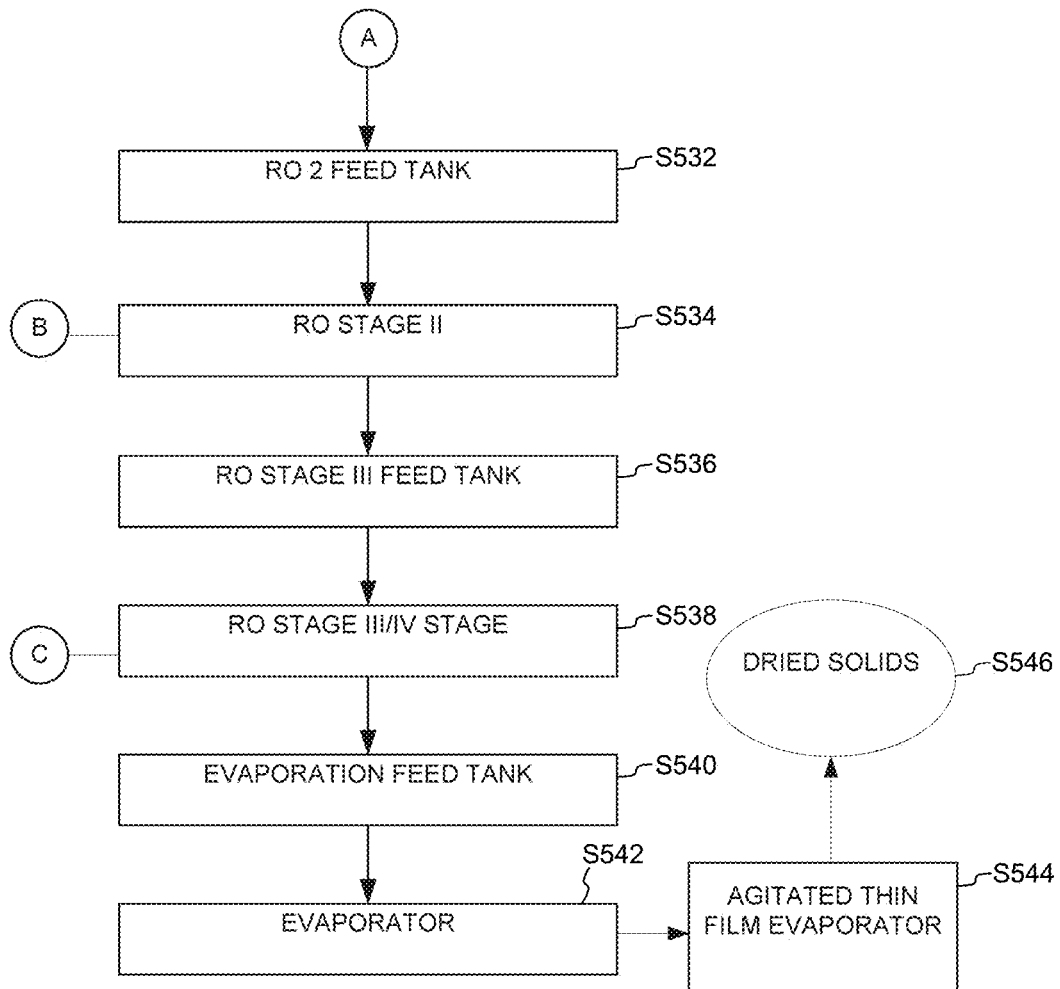 A
RO 2 FEED TANK
S532
B
RO STAGE II
S534
RO STAGE III FEED TANK
S536
C
RO STAGE III/IV STAGE
S538
DRIED SOLIDS
S546
EVAPORATION FEED TANK
S540
S542
EVAPORATOR
AGITATED THIN
FILM EVAPORATOR
S544